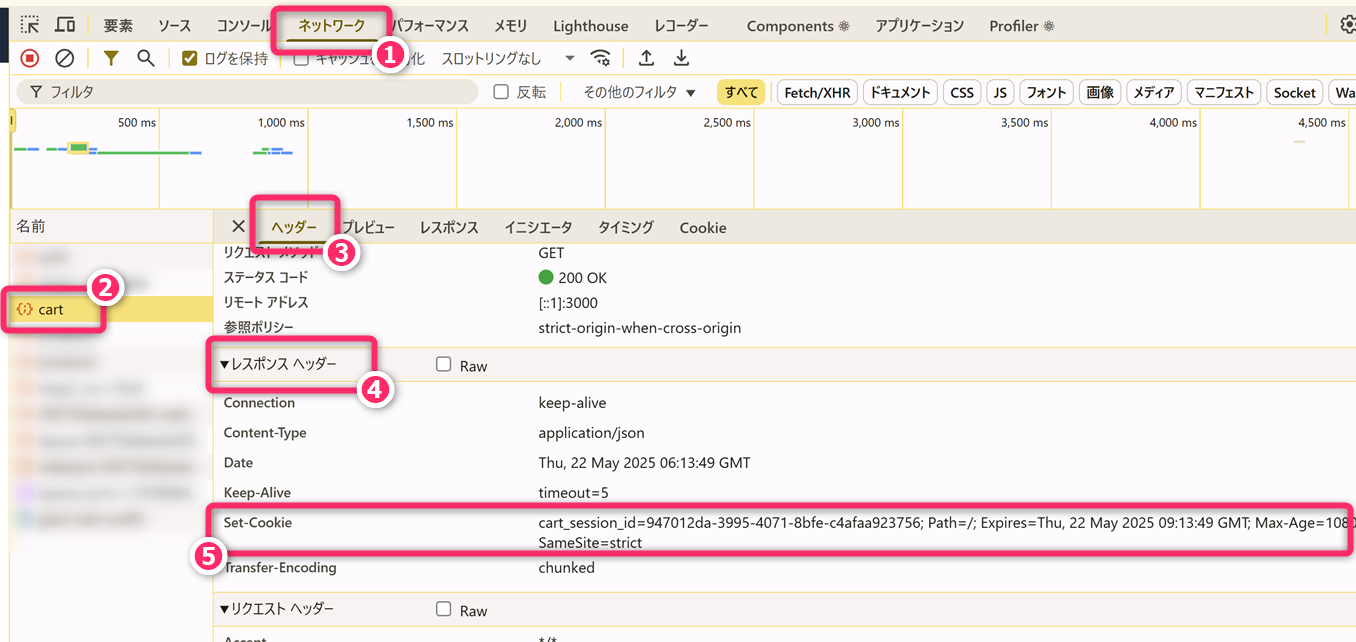 要素 ソース コンソール ネットワーク パフォーマンス メモリ Lighthouse レコーダー Components アプリケーション Profiler
1
ログを保持 スロットリングなし
フィルタ 反転 その他のフィルタ ▼ すべて Fetch/XHR ドキュメント CSS JS フォント 画像 メディア マニフェスト Socket Wa
500 ms 1,000 ms 1,500 ms 2,000 ms 2,500 ms 3,000 ms 3,500 ms 4,000 ms 4,500 ms
名前
ヘッダー プレビュー レスポンス イニシエータ タイミング Cookie
3
リクエスト メソッド GET
ステータス コード 200 OK
2
cart
リモート アドレス [::1]:3000
参照ポリシー strict-origin-when-cross-origin
▼レスポンス ヘッダー Raw
4
Connection keep-alive
Content-Type application/json
Date Thu, 22 May 2025 06:13:49 GMT
Keep-Alive timeout=5
Set-Cookie cart_session_id=947012da-3995-4071-8bfe-c4afaa923756; Path=/; Expires=Thu, 22 May 2025 09:13:49 GMT; Max-Age=1080
SameSite=strict
5
Transfer-Encoding chunked
▼リクエスト ヘッダー Raw
Accept */*